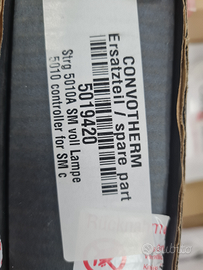 CONVOTHERM
Ersatzteil / spare part
5019420
Strg 5010A SM voll Lampe
5010 controller for SM c